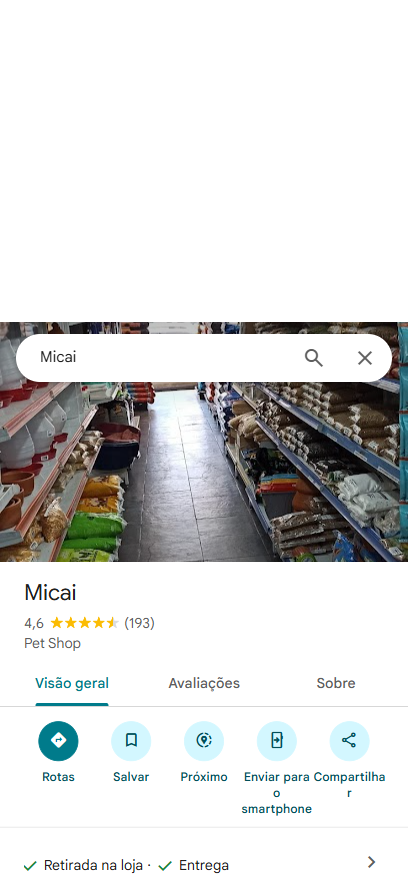 Micai
Micai
4,6 (193)
Pet Shop
Visão geral Avaliações Sobre
Rotas Salvar Próximo Enviar para o smartphone Compartilhar
Retirada na loja · Entrega